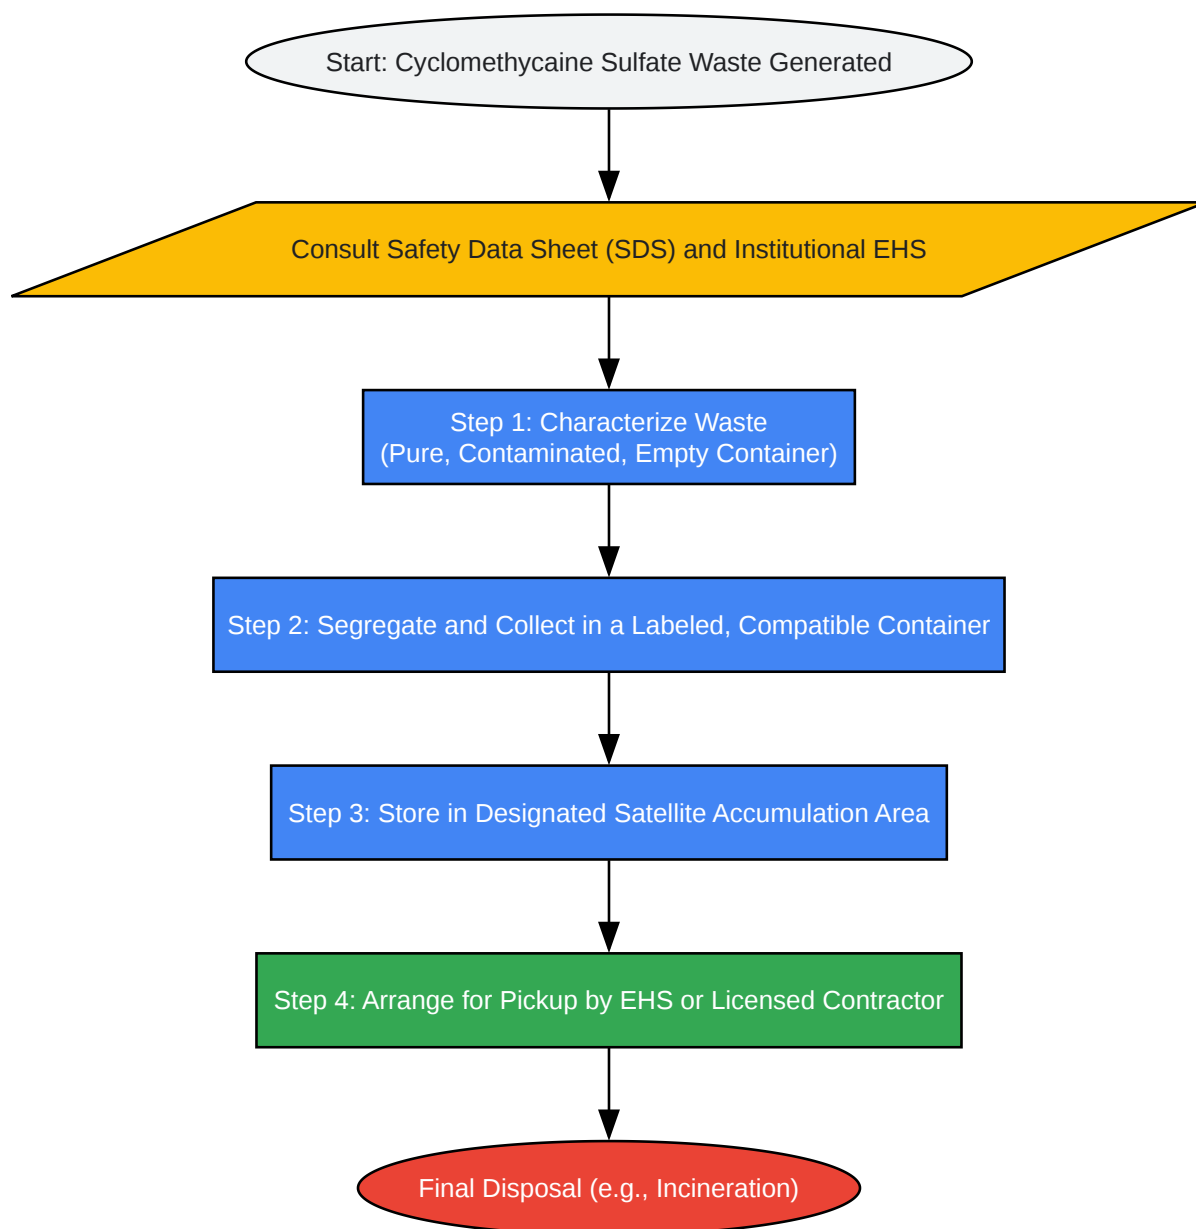 Start: Cyclomethycaine Sulfate Waste Generated
Consult Safety Data Sheet (SDS) and Institutional EHS
Step 1: Characterize Waste
(Pure, Contaminated, Empty Container)
Step 2: Segregate and Collect in a Labeled, Compatible Container
Step 3: Store in Designated Satellite Accumulation Area
Step 4: Arrange for Pickup by EHS or Licensed Contractor
Final Disposal (e.g., Incineration)